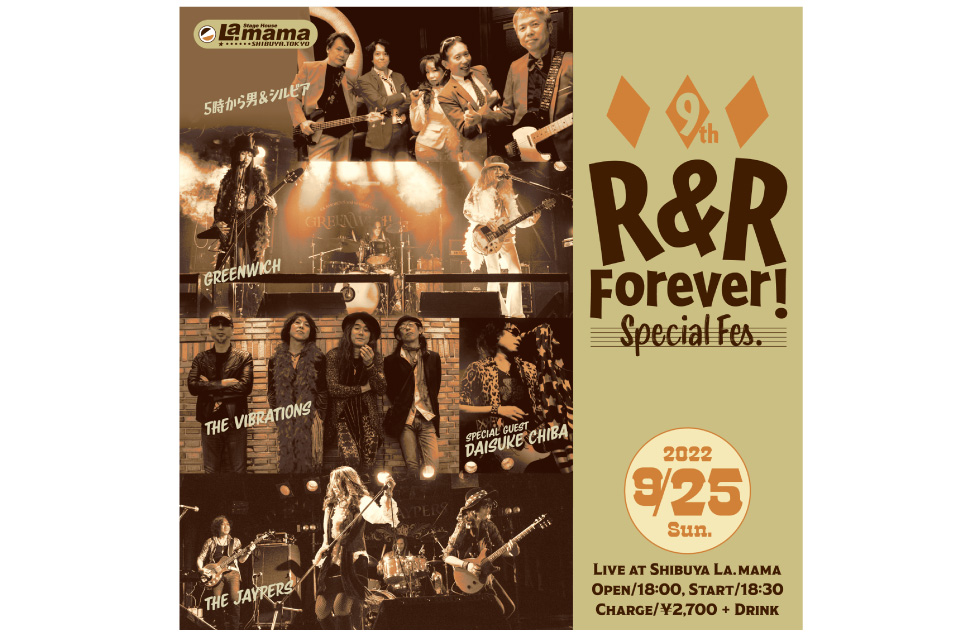 Stage House
La.mama
SHIBUYA.TOKYO
5時から男&シルビア
GREENWICH
GREENWICH
THE VIBRATIONS
SPECIAL GUEST
DAISUKE CHIBA
THE JAYPERS
9th
R&R
Forever!
Special Fes.
2022
9/25
Sun.
LIVE AT SHIBUYA LA.MAMA
OPEN/18:00, START/18:30
CHARGE/¥2,700 + DRINK